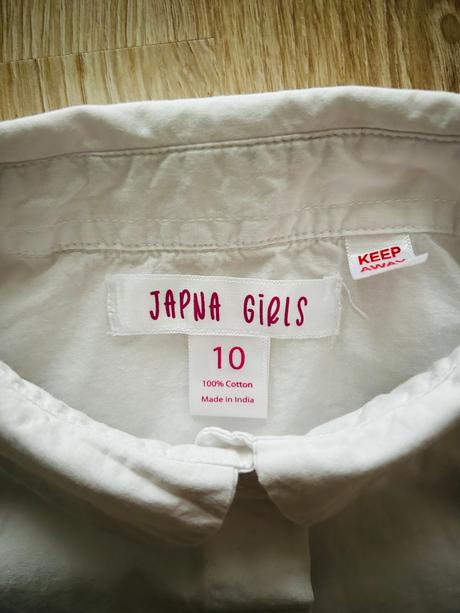 KEEP
AWAY
JAPNA GiRLS
10
100% Cotton
Made in India